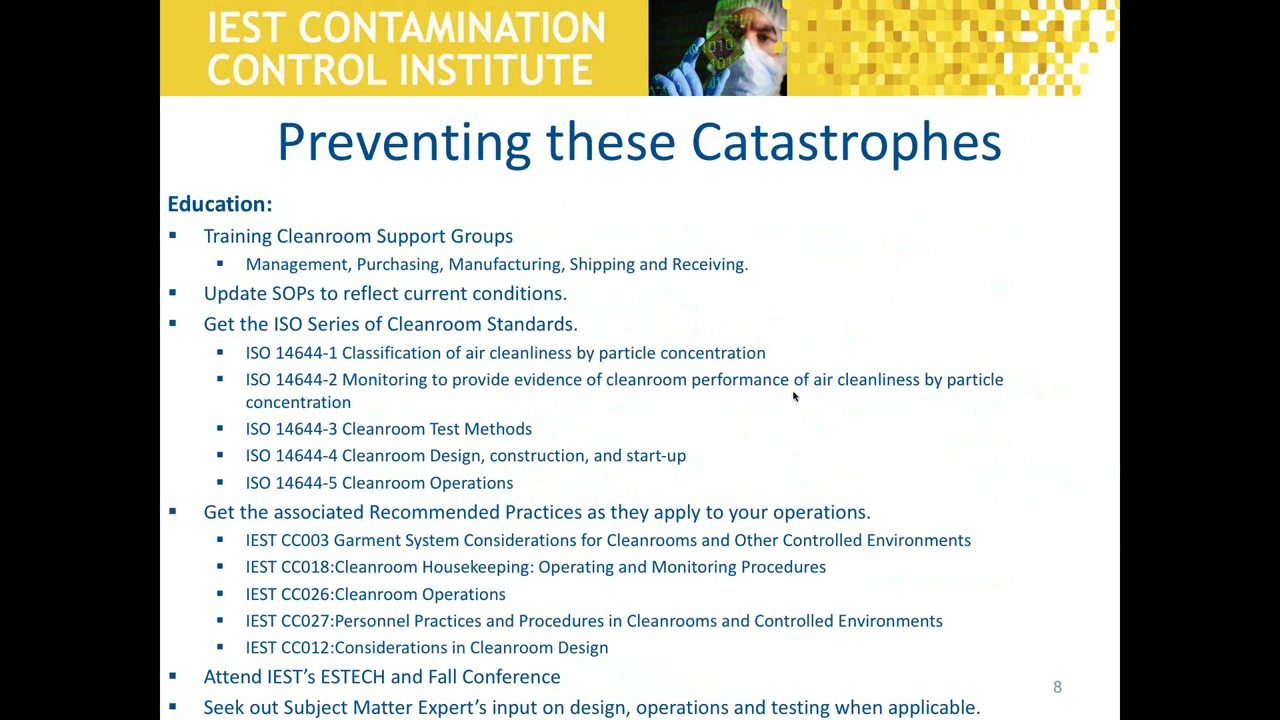 IEST CONTAMINATION
CONTROL INSTITUTE
Preventing these Catastrophes
Education:
▪ Training Cleanroom Support Groups
▪ Management, Purchasing, Manufacturing, Shipping and Receiving.
▪ Update SOPs to reflect current conditions.
▪ Get the ISO Series of Cleanroom Standards.
▪ ISO 14644-1 Classification of air cleanliness by particle concentration
▪ ISO 14644-2 Monitoring to provide evidence of cleanroom performance of air cleanliness by particle
concentration
▪ ISO 14644-3 Cleanroom Test Methods
▪ ISO 14644-4 Cleanroom Design, construction, and start-up
▪ ISO 14644-5 Cleanroom Operations
▪ Get the associated Recommended Practices as they apply to your operations.
▪ IEST CC003 Garment System Considerations for Cleanrooms and Other Controlled Environments
▪ IEST CC018:Cleanroom Housekeeping: Operating and Monitoring Procedures
▪ IEST CC026:Cleanroom Operations
▪ IEST CC027:Personnel Practices and Procedures in Cleanrooms and Controlled Environments
▪ IEST CC012:Considerations in Cleanroom Design
▪ Attend IEST’s ESTECH and Fall Conference
8
▪ Seek out Subject Matter Expert’s input on design, operations and testing when applicable.